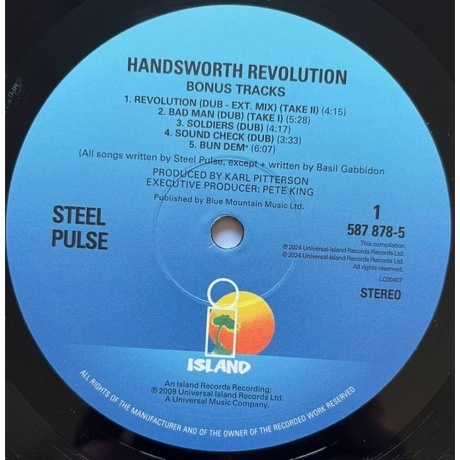 HANDSWORTH REVOLUTION
BONUS TRACKS
1. REVOLUTION (DUB - EXT. MIX) (TAKE II) (4:15)
2. BAD MAN (DUB) (TAKE I) (5:28)
3. SOLDIERS (DUB) (4:17)
4. SOUND CHECK (DUB) (5:33)
5. BUN DEM* (6:07)
(All songs written by Steel Pulse, except + written by Basil Gabbidon
PRODUCED BY KARL PITTERSON
EXECUTIVE PRODUCER: PETE KING
Published by Blue Mountain Music Ltd.
STEEL
PULSE
1
587 878-5
This compilation
℗ 2024 Universal-Island Records Ltd.
© 2024 Universal-Island Records Ltd.
All rights reserved.
LC00407
STEREO
ISLAND
An Island Records Recording;
℗ 2009 Universal-Island Records Ltd.
A Universal Music Company.
ALL RIGHTS OF THE MANUFACTURER AND OF THE OWNER OF THE RECORDED WORK RESERVED